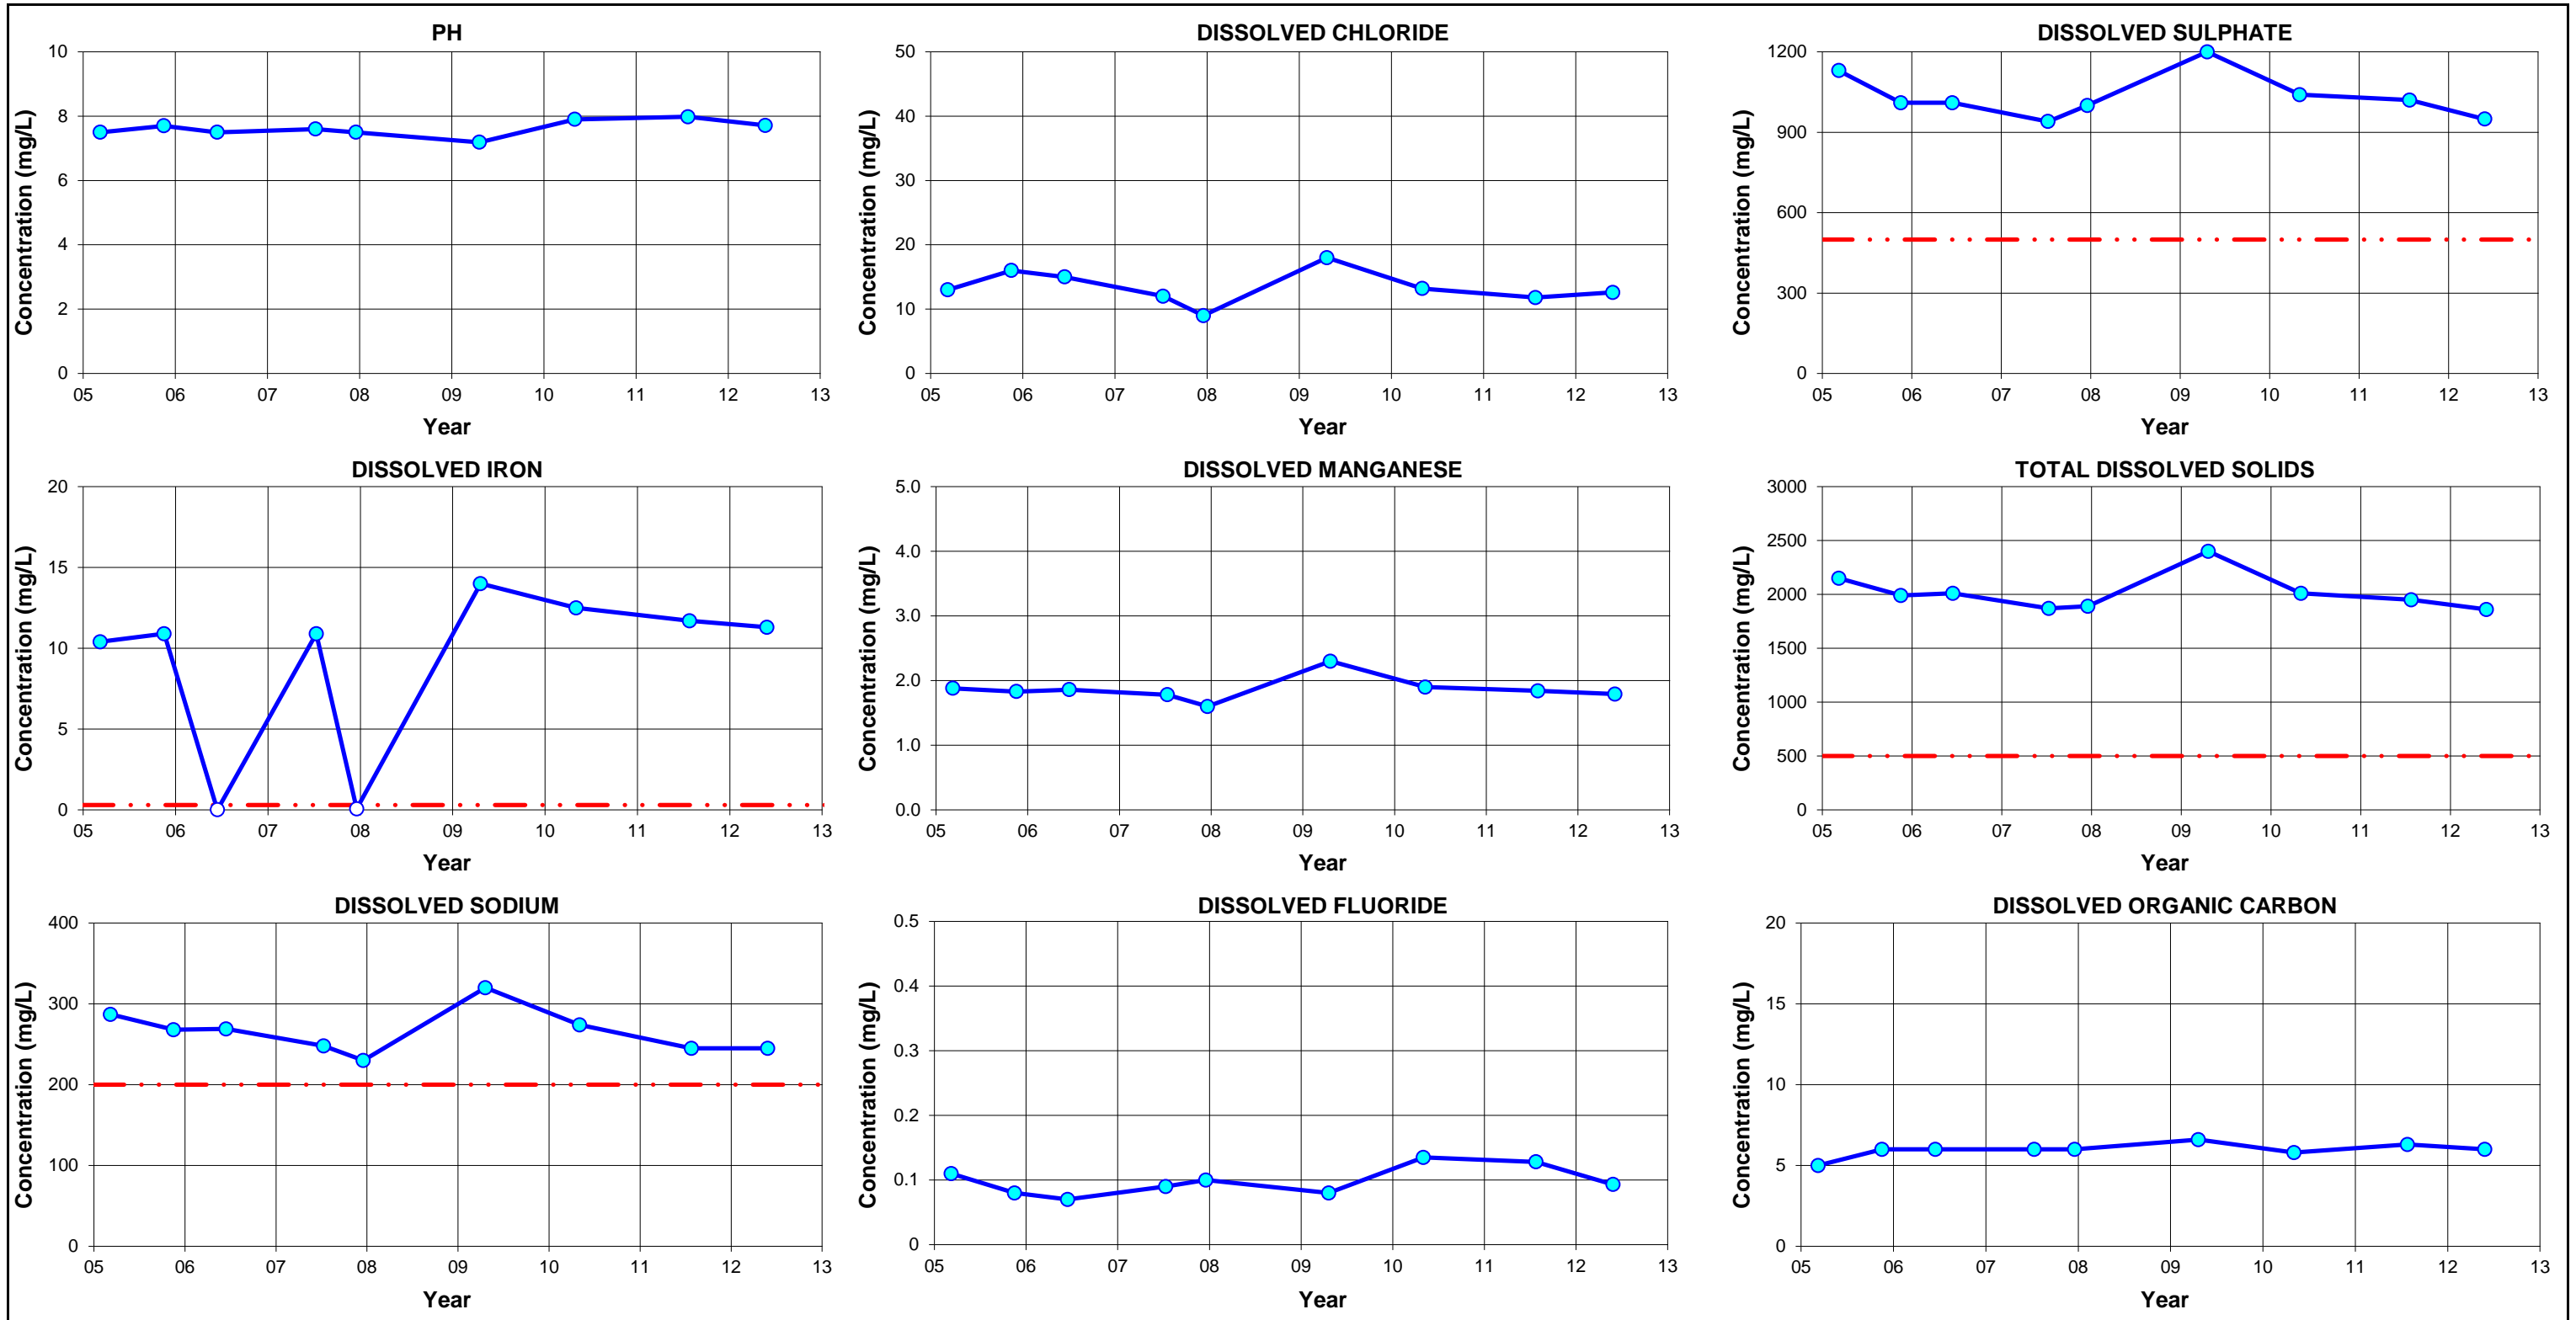 PH
Concentration (mg/L)
10
8
6
4
2
0
05 06 07 08 09 10 11 12 13
Year
DISSOLVED CHLORIDE
Concentration (mg/L)
50
40
30
20
10
0
05 06 07 08 09 10 11 12 13
Year
DISSOLVED SULPHATE
Concentration (mg/L)
1200
900
600
300
0
05 06 07 08 09 10 11 12 13
Year
DISSOLVED IRON
Concentration (mg/L)
20
15
10
5
0
05 06 07 08 09 10 11 12 13
Year
DISSOLVED MANGANESE
Concentration (mg/L)
5.0
4.0
3.0
2.0
1.0
0.0
05 06 07 08 09 10 11 12 13
Year
TOTAL DISSOLVED SOLIDS
Concentration (mg/L)
3000
2500
2000
1500
1000
500
0
05 06 07 08 09 10 11 12 13
Year
DISSOLVED SODIUM
Concentration (mg/L)
400
300
200
100
0
05 06 07 08 09 10 11 12 13
Year
DISSOLVED FLUORIDE
Concentration (mg/L)
0.5
0.4
0.3
0.2
0.1
0
05 06 07 08 09 10 11 12 13
Year
DISSOLVED ORGANIC CARBON
Concentration (mg/L)
20
15
10
5
0
05 06 07 08 09 10 11 12 13
Year